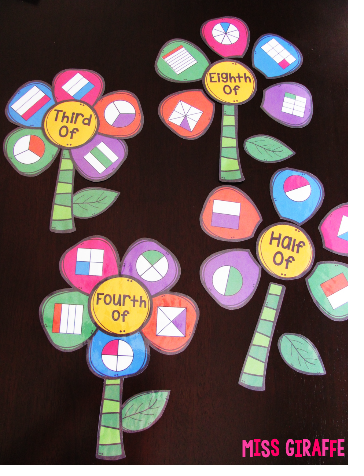 Eighth
Of
Third
Of
Half
Of
Fourth
Of
MISS GIRAFFE